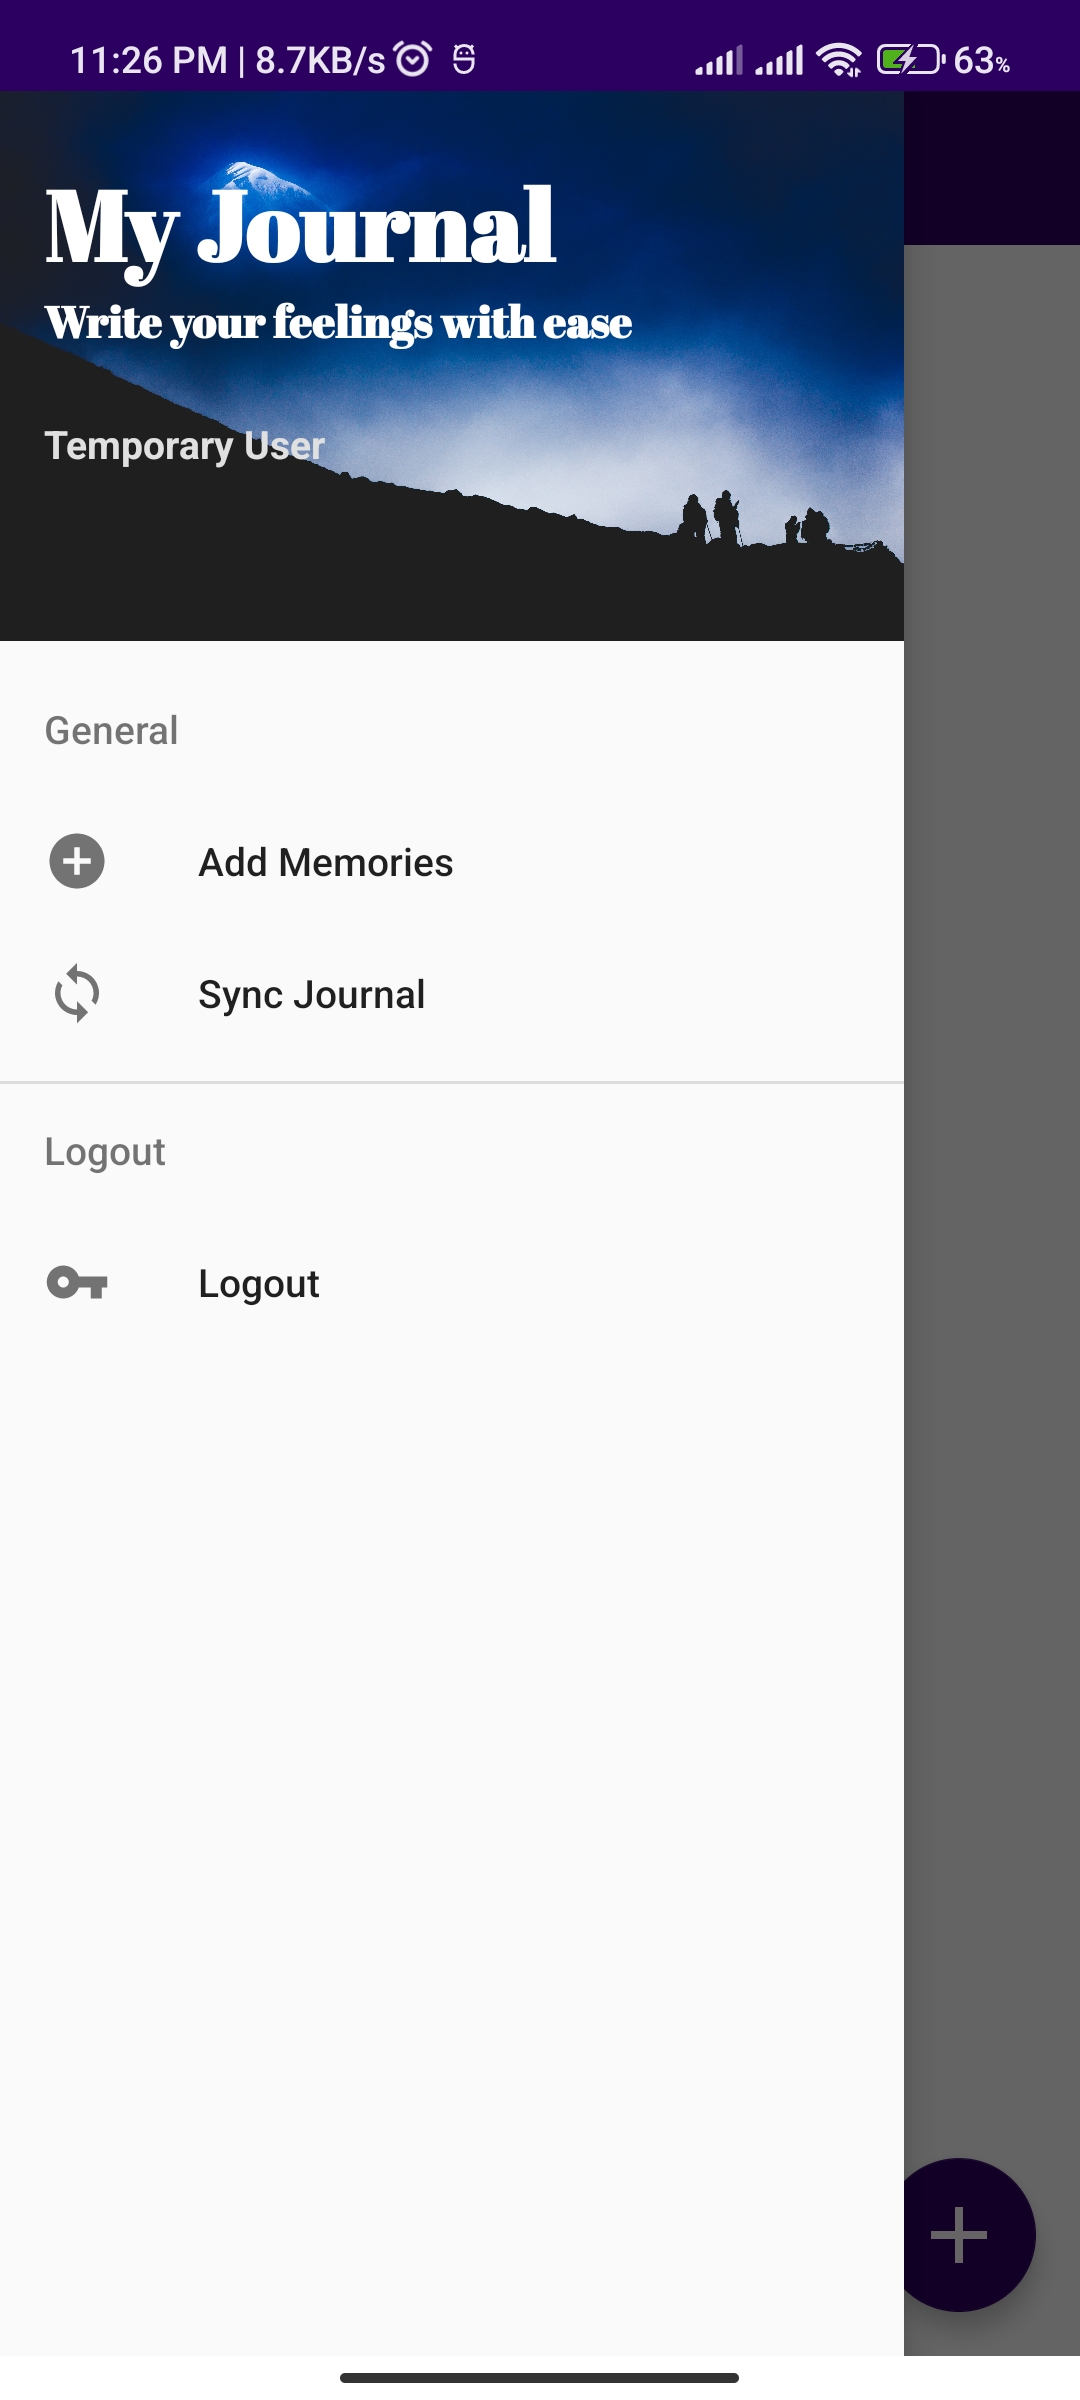 11:26 PM | 8.7KB/s 63%
My Journal
Write your feelings with ease
Temporary User
General
Add Memories
Sync Journal
Logout
Logout